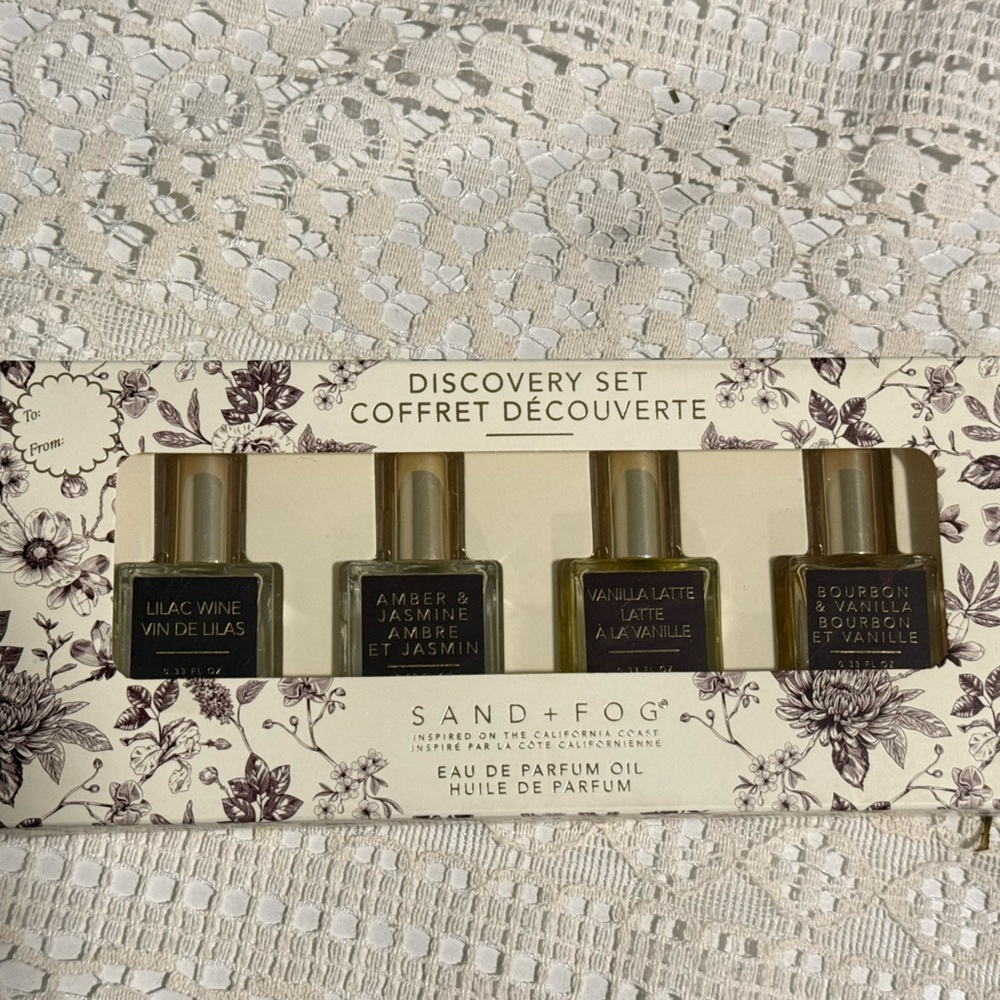 DISCOVERY SET
COFFRET DÉCOUVERTE
To:
From:
LILAC WINE
VIN DE LILAS
0.33 FL OZ
AMBER &
JASMINE
AMBRE
ET JASMIN
VANILLA LATTE
LATTE
À LA VANILLE
0.33 FL OZ
BOURBON
& VANILLA
BOURBON
ET VANILLE
0.33 FL OZ
SAND + FOG®
INSPIRED ON THE CALIFORNIA COAST
INSPIRÉ PAR LA CÔTE CALIFORNIENNE
EAU DE PARFUM OIL
HUILE DE PARFUM